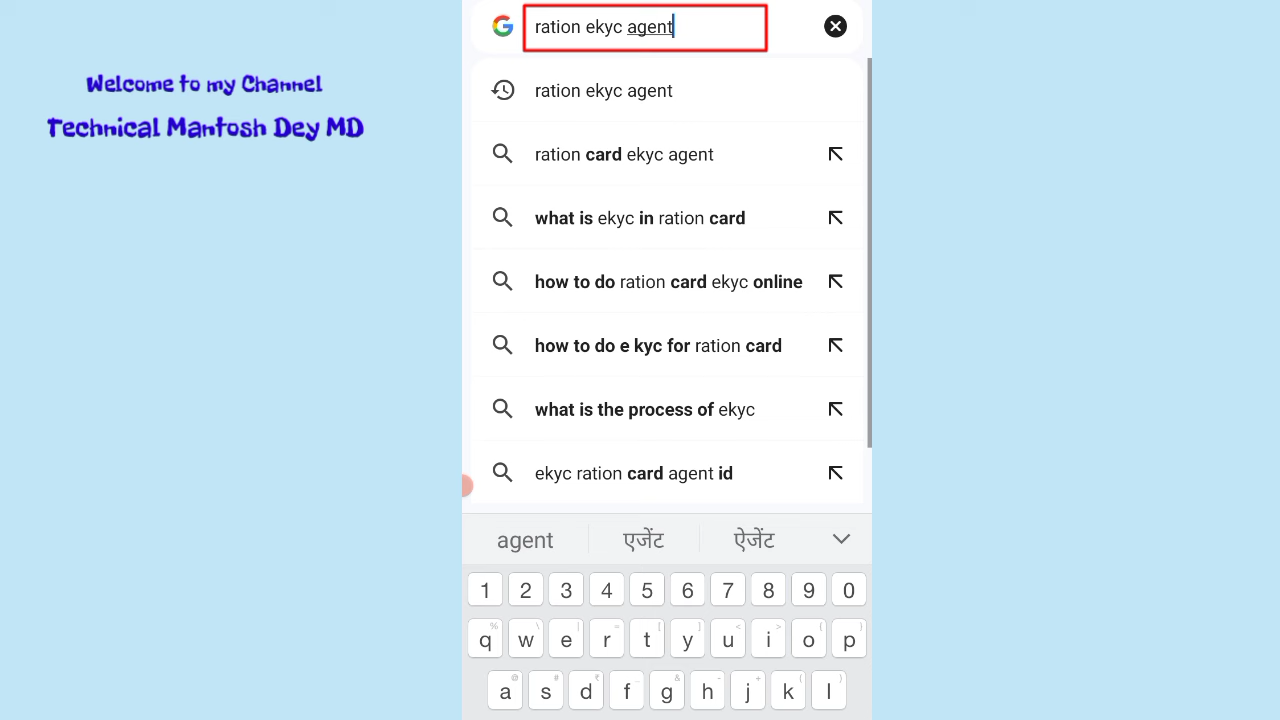 Welcome to my Channel
Technical Mantosh Dey MD
ration ekyc agent
ration ekyc agent
ration card ekyc agent
what is ekyc in ration card
how to do ration card ekyc online
how to do e kyc for ration card
what is the process of ekyc
ekyc ration card agent id
agent एजेंट ऐजेंट
1 2 3 4 5 6 7 8 9 0
% \ | = [ ] < > { }
q w e r t y u i o p
@ # ₹ _ & - + ( )
a s d f g h j k l